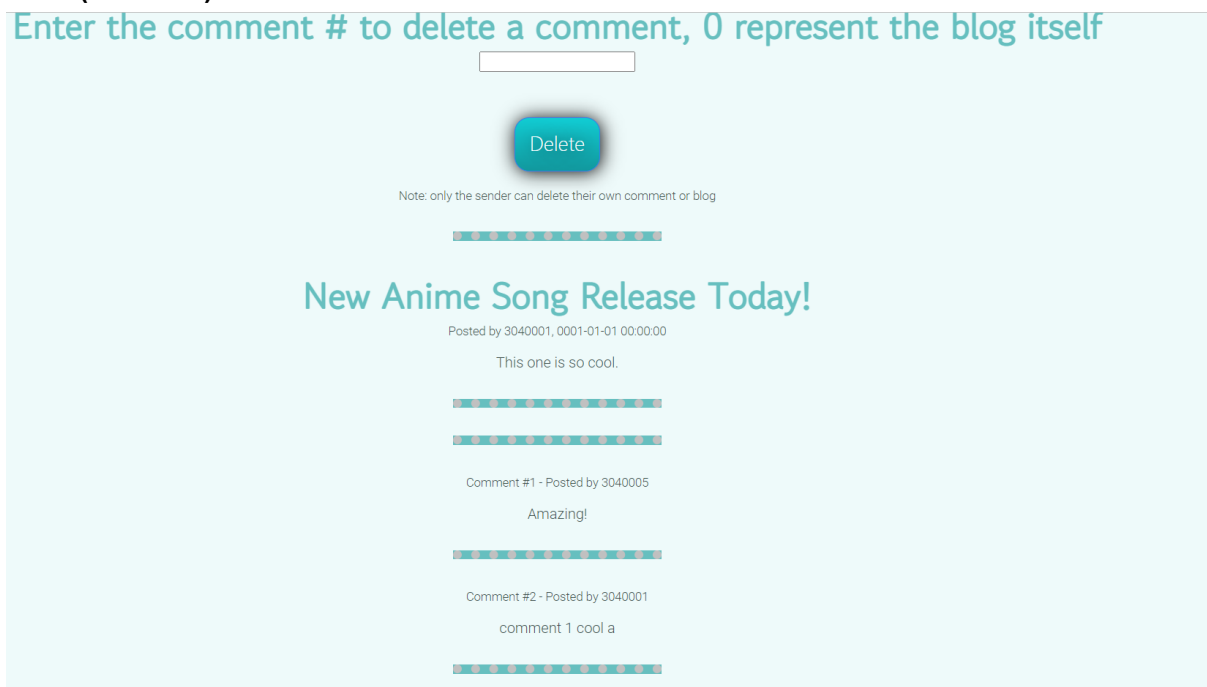 Enter the comment # to delete a comment, 0 represent the blog itself
Delete
Note: only the sender can delete their own comment or blog
New Anime Song Release Today!
Posted by 3040001, 0001-01-01 00:00:00
This one is so cool.
Comment #1 - Posted by 3040005
Amazing!
Comment #2 - Posted by 3040001
comment 1 cool a